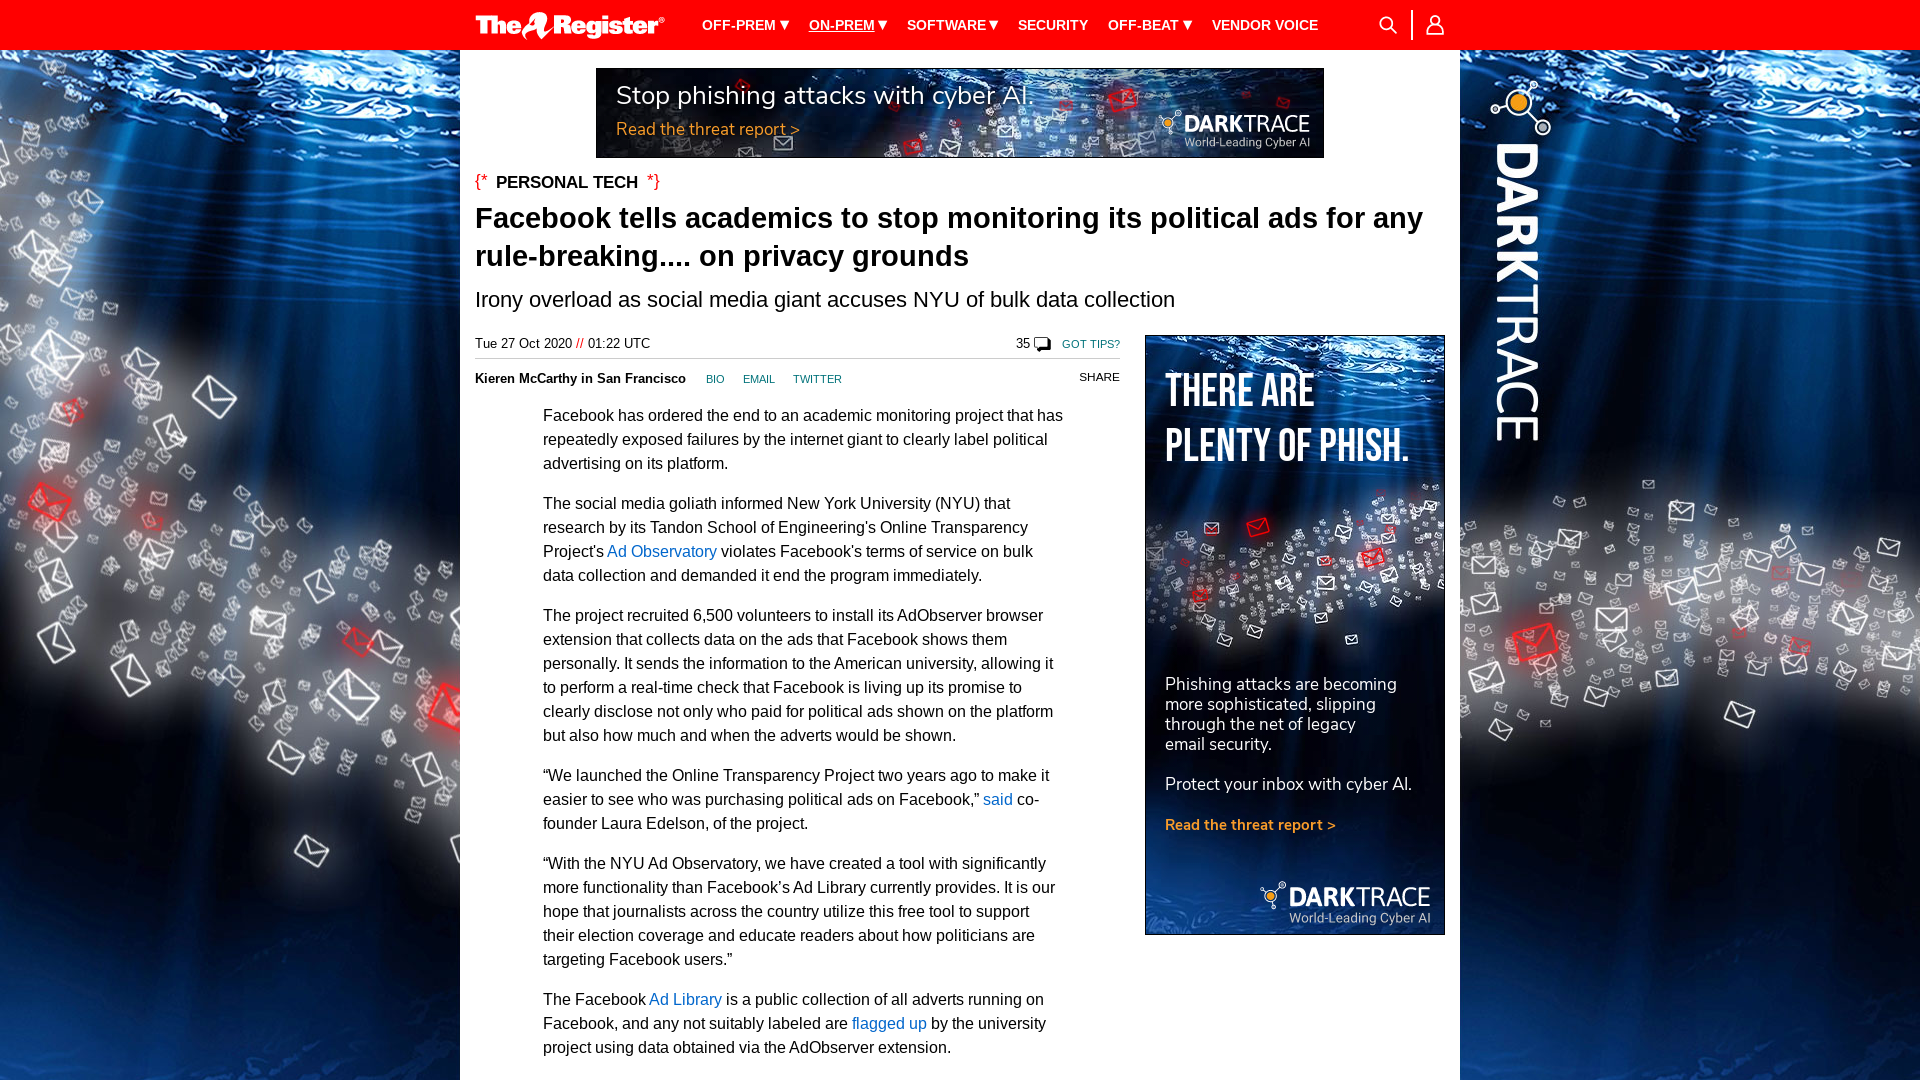 The Register®
OFF-PREM ▼
ON-PREM ▼
SOFTWARE ▼
SECURITY
OFF-BEAT ▼
VENDOR VOICE
Stop phishing attacks with cyber AI.
Read the threat report >
DARKTRACE
World-Leading Cyber AI
{* PERSONAL TECH *}
Facebook tells academics to stop monitoring its political ads for any
rule-breaking.... on privacy grounds
Irony overload as social media giant accuses NYU of bulk data collection
Tue 27 Oct 2020 // 01:22 UTC
35
GOT TIPS?
Kieren McCarthy in San Francisco
BIO
EMAIL
TWITTER
SHARE
Facebook has ordered the end to an academic monitoring project that has
repeatedly exposed failures by the internet giant to clearly label political
advertising on its platform.
The social media goliath informed New York University (NYU) that
research by its Tandon School of Engineering's Online Transparency
Project's Ad Observatory violates Facebook's terms of service on bulk
data collection and demanded it end the program immediately.
The project recruited 6,500 volunteers to install its AdObserver browser
extension that collects data on the ads that Facebook shows them
personally. It sends the information to the American university, allowing it
to perform a real-time check that Facebook is living up its promise to
clearly disclose not only who paid for political ads shown on the platform
but also how much and when the adverts would be shown.
“We launched the Online Transparency Project two years ago to make it
easier to see who was purchasing political ads on Facebook,” said co-
founder Laura Edelson, of the project.
“With the NYU Ad Observatory, we have created a tool with significantly
more functionality than Facebook’s Ad Library currently provides. It is our
hope that journalists across the country utilize this free tool to support
their election coverage and educate readers about how politicians are
targeting Facebook users.”
The Facebook Ad Library is a public collection of all adverts running on
Facebook, and any not suitably labeled are flagged up by the university
project using data obtained via the AdObserver extension.
THERE ARE
PLENTY OF PHISH.
Phishing attacks are becoming
more sophisticated, slipping
through the net of legacy
email security.
Protect your inbox with cyber AI.
Read the threat report >
DARKTRACE
World-Leading Cyber AI
DARKTRACE